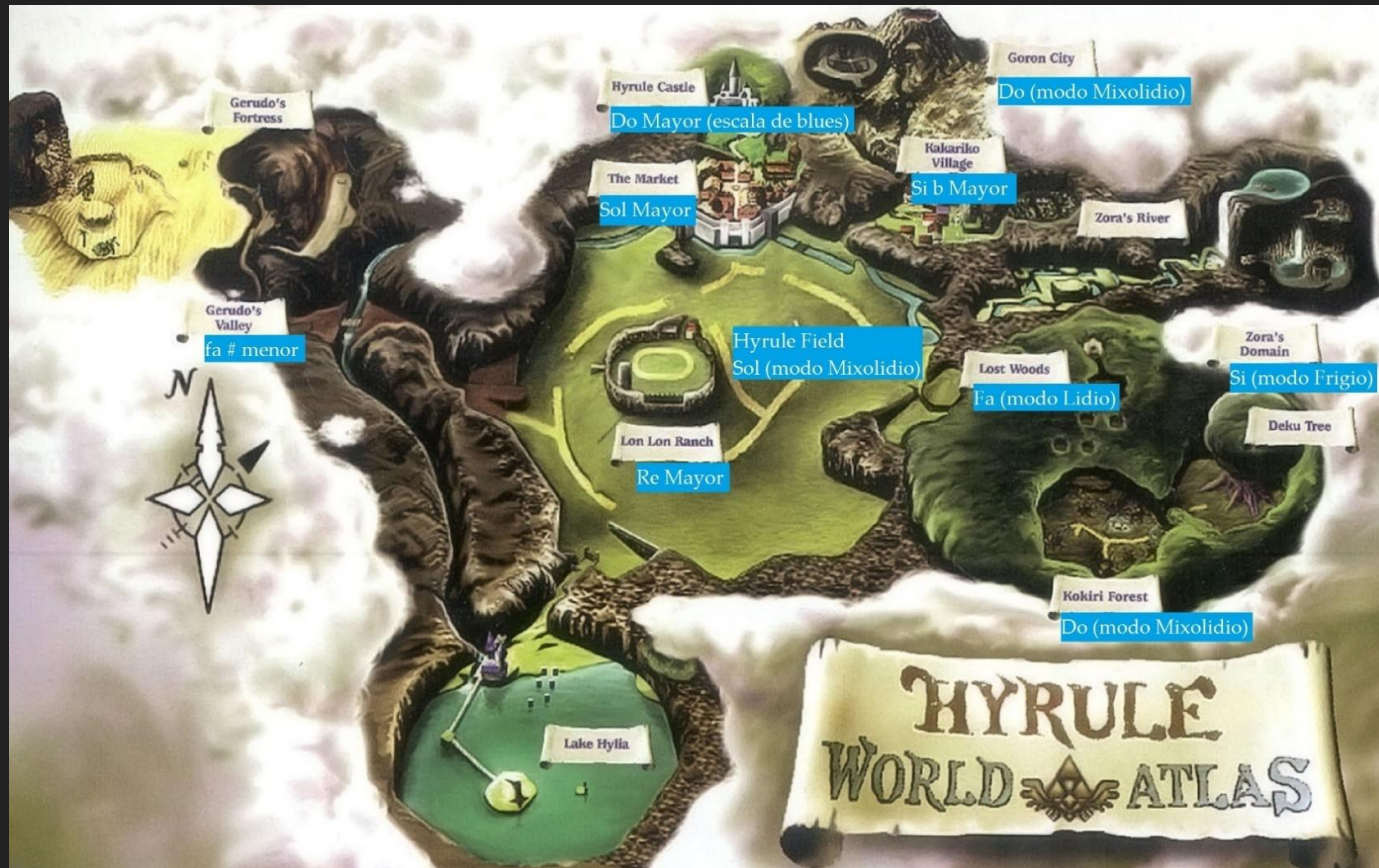 Goron City
Do (modo Mixolidio)
Hyrule Castle
Do Mayor (escala de blues)
Gerudo's
Fortress
Kakariko
Village
Si b Mayor
The Market
Sol Mayor
Zora's River
Gerudo's
Valley
fa # menor
Hyrule Field
Sol (modo Mixolidio)
Zora's
Domain
Si (modo Frigio)
Lost Woods
Fa (modo Lidio)
Deku Tree
Lon Lon Ranch
Re Mayor
N
Kokiri Forest
Do (modo Mixolidio)
Lake Hylia
HYRULE
WORLD ATLAS